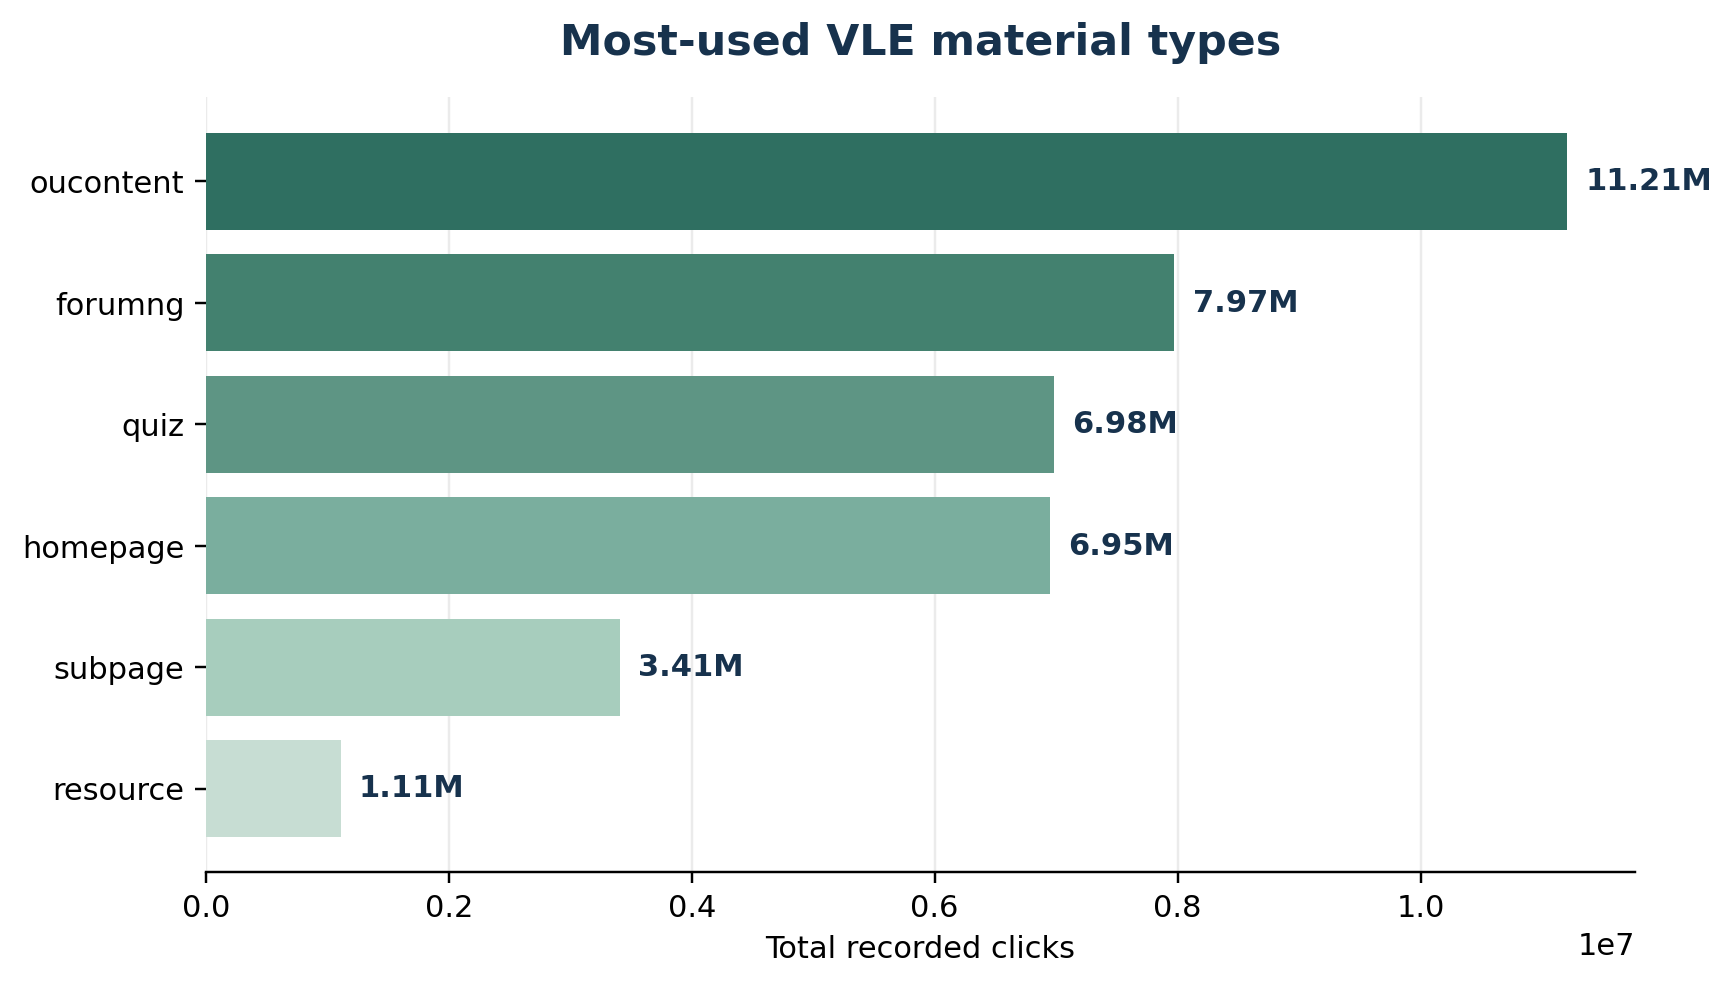 Most-used VLE material types
oucontent 11.21M
forumng 7.97M
quiz 6.98M
homepage 6.95M
subpage 3.41M
resource 1.11M
0.0 0.2 0.4 0.6 0.8 1.0
Total recorded clicks
1e7